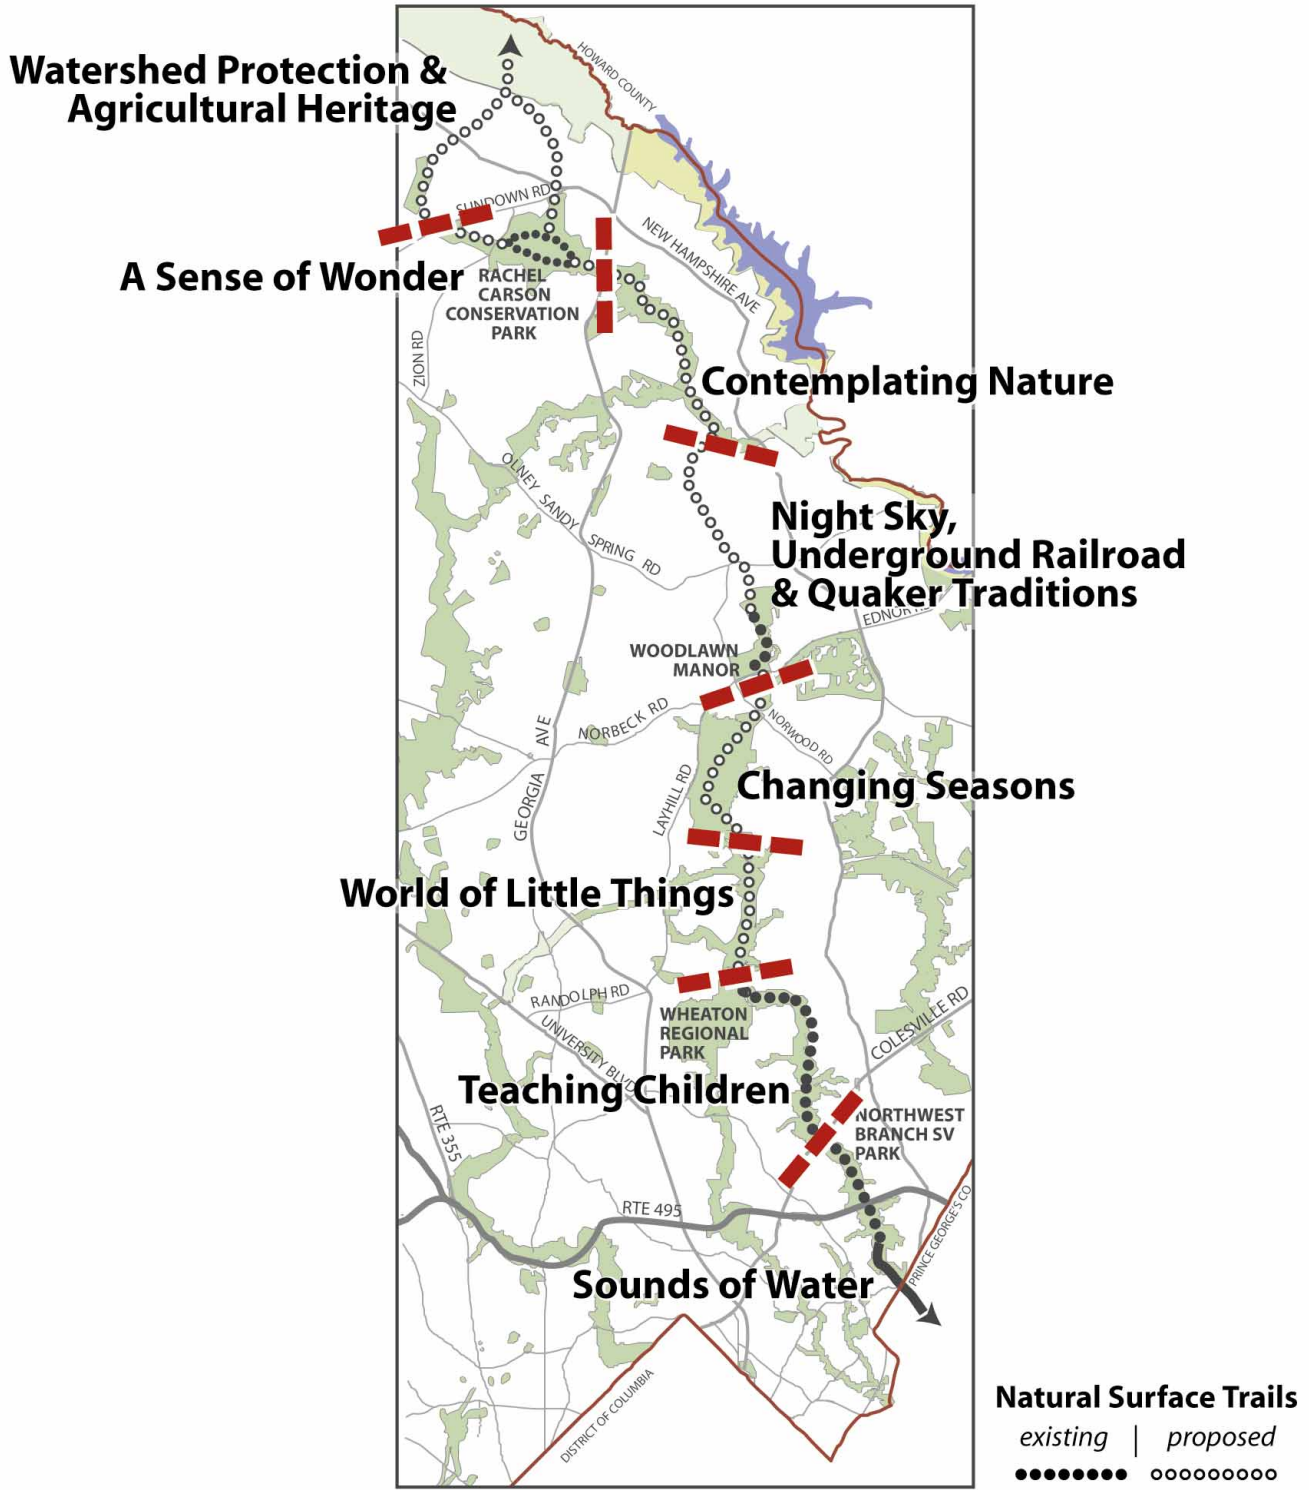 HOWARD COUNTY
Watershed Protection &
Agricultural Heritage
SUNDOWN RD
NEW HAMPSHIRE AVE
A Sense of Wonder
RACHEL
CARSON
CONSERVATION
PARK
ZION RD
Contemplating Nature
OLNEY SANDY
SPRING RD
Night Sky,
Underground Railroad
& Quaker Traditions
WOODLAWN
MANOR
NORBECK RD
NORWOOD RD
GEORGIA AVE
LAYHILL RD
Changing Seasons
World of Little Things
RANDOLPH RD
UNIVERSITY BLVD
WHEATON
REGIONAL
PARK
COLESVILLE RD
Teaching Children
RTE 355
NORTHWEST
BRANCH SV
PARK
RTE 495
PRINCE GEORGE'S CO
Sounds of Water
DISTRICT OF COLUMBIA
Natural Surface Trails
existing | proposed